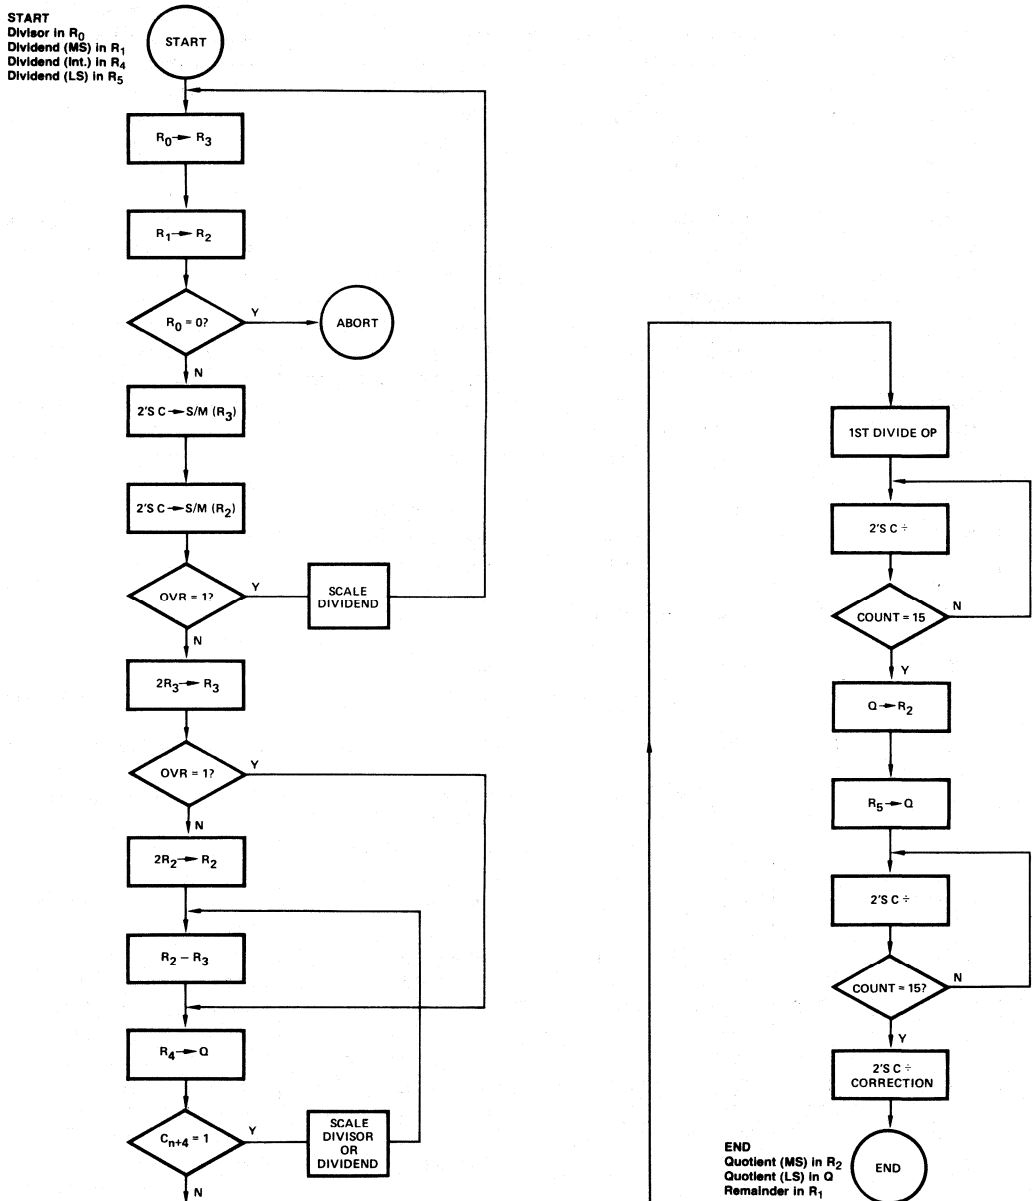 START
Divisor in R0
Dividend (MS) in R1
Dividend (Int.) in R4
Dividend (LS) in R5
START
R0 → R3
R1 → R2
R0 = 0?
Y
ABORT
N
2'S C → S/M (R3)
2'S C → S/M (R2)
OVR = 1?
Y
SCALE
DIVIDEND
N
2R3 → R3
OVR = 1?
Y
N
2R2 → R2
R2 − R3
R4 → Q
Cn+4 = 1
Y
SCALE
DIVISOR
OR
DIVIDEND
N
1ST DIVIDE OP
2'S C ÷
COUNT = 15
N
Y
Q → R2
R5 → Q
2'S C ÷
COUNT = 15?
N
Y
2'S C ÷
CORRECTION
END
END
Quotient (MS) in R2
Quotient (LS) in Q
Remainder in R1